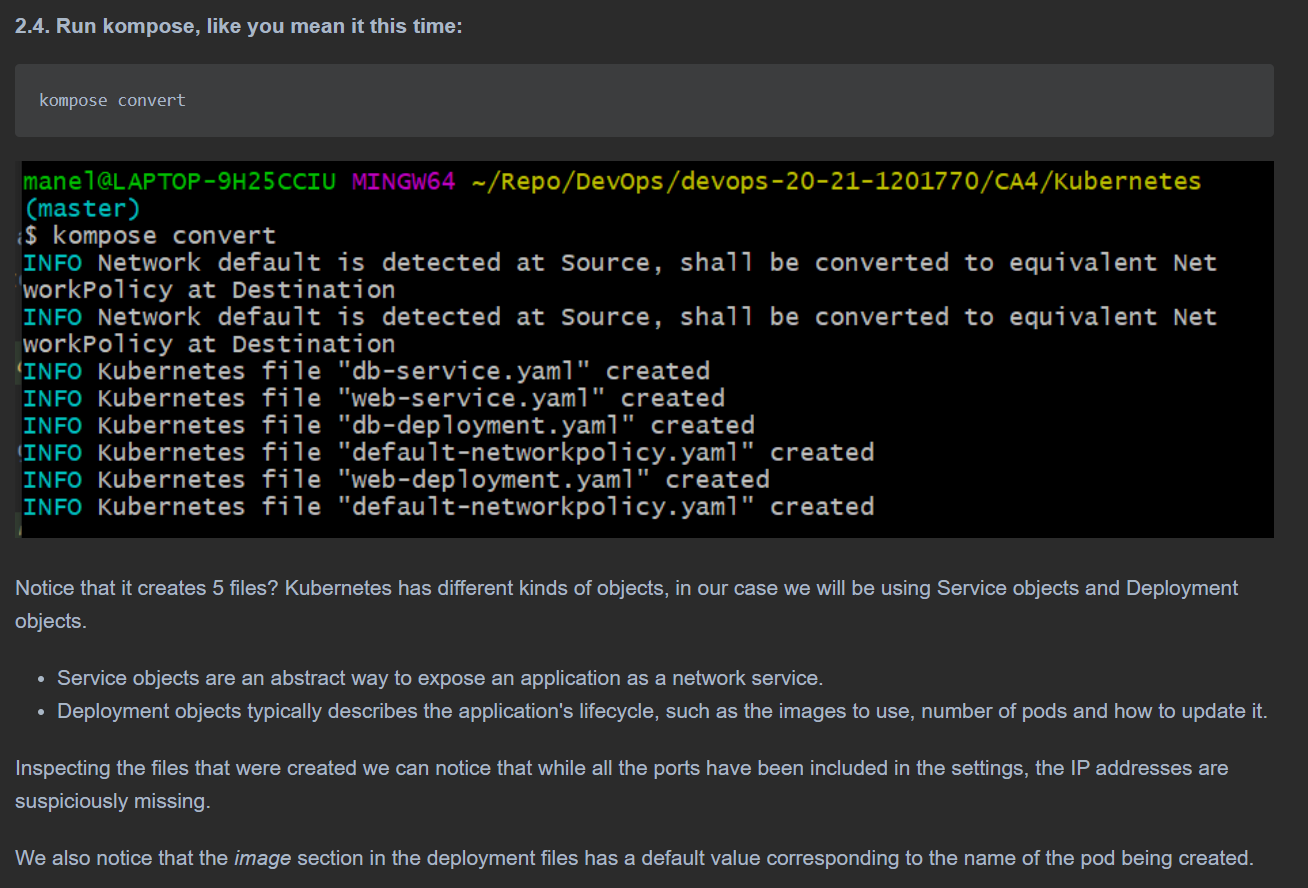 2.4. Run kompose, like you mean it this time:
kompose convert
manel@LAPTOP-9H25CCIU MINGW64 ~/Repo/DevOps/devops-20-21-1201770/CA4/Kubernetes
(master)
$ kompose convert
INFO Network default is detected at Source, shall be converted to equivalent Net
workPolicy at Destination
INFO Network default is detected at Source, shall be converted to equivalent Net
workPolicy at Destination
INFO Kubernetes file "db-service.yaml" created
INFO Kubernetes file "web-service.yaml" created
INFO Kubernetes file "db-deployment.yaml" created
INFO Kubernetes file "default-networkpolicy.yaml" created
INFO Kubernetes file "web-deployment.yaml" created
INFO Kubernetes file "default-networkpolicy.yaml" created
Notice that it creates 5 files? Kubernetes has different kinds of objects, in our case we will be using Service objects and Deployment
objects.
• Service objects are an abstract way to expose an application as a network service.
• Deployment objects typically describes the application's lifecycle, such as the images to use, number of pods and how to update it.
Inspecting the files that were created we can notice that while all the ports have been included in the settings, the IP addresses are
suspiciously missing.
We also notice that the image section in the deployment files has a default value corresponding to the name of the pod being created.